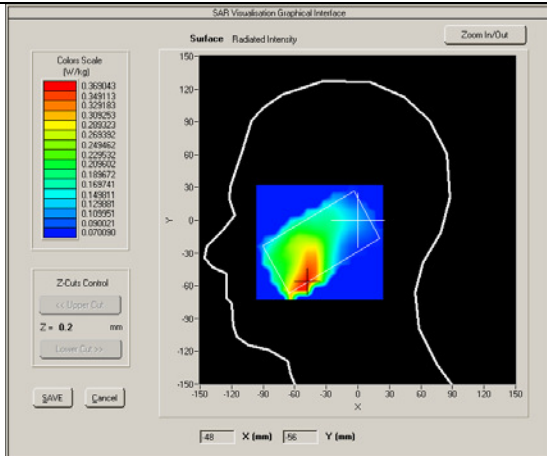 SAR Visualisation Graphical Interface
Surface Radiated Intensity
Zoom In/Out
Colors Scale
(W/kg)
0.369043
0.349113
0.329183
0.309253
0.289323
0.269392
0.249462
0.229532
0.209602
0.189672
0.169741
0.149811
0.129881
0.109951
0.090021
0.070090
Z-Cuts Control
<< Upper Cut
Z = 0.2 mm
Lower Cut >>
SAVE Cancel
150
120
90
60
30
0
-30
-60
-90
-120
-150
Y
-150 -120 -90 -60 -30 0 30 60 90 120 150
X
-48 X (mm) -56 Y (mm)